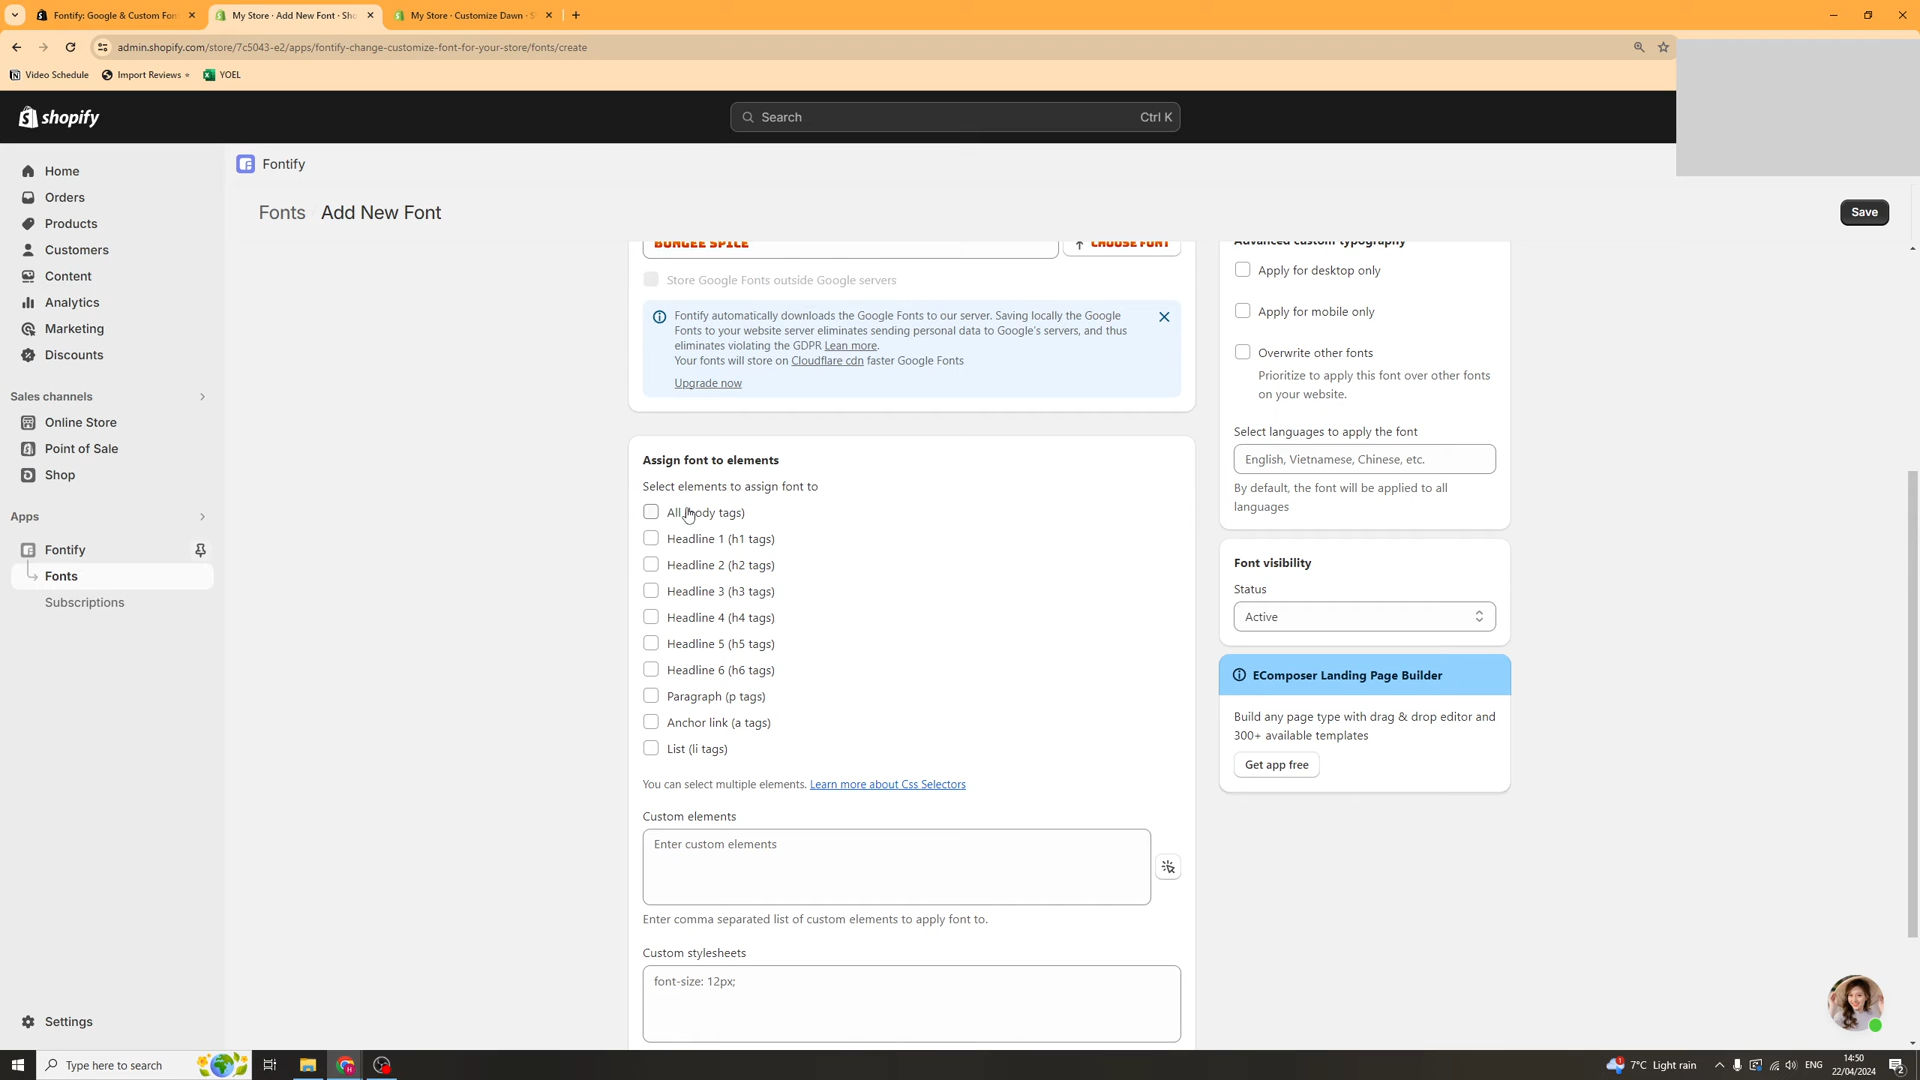 Fontify: Google & Custom Fon
My Store · Add New Font · Sho
My Store · Customize Dawn · S
admin.shopify.com/store/7c5043-e2/apps/fontify-change-customize-font-for-your-store/fonts/create
Video Schedule
Import Reviews
YOEL
shopify
Search
Ctrl K
Home
Orders
Products
Customers
Content
Analytics
Marketing
Discounts
Sales channels
Online Store
Point of Sale
Shop
Apps
Fontify
Fonts
Subscriptions
Settings
Fontify
Fonts Add New Font
Save
BUNGEE SPICE
CHOOSE FONT
Store Google Fonts outside Google servers
Fontify automatically downloads the Google Fonts to our server. Saving locally the Google
Fonts to your website server eliminates sending personal data to Google's servers, and thus
eliminates violating the GDPR Lean more.
Your fonts will store on Cloudflare cdn faster Google Fonts
Upgrade now
Assign font to elements
Select elements to assign font to
All (body tags)
Headline 1 (h1 tags)
Headline 2 (h2 tags)
Headline 3 (h3 tags)
Headline 4 (h4 tags)
Headline 5 (h5 tags)
Headline 6 (h6 tags)
Paragraph (p tags)
Anchor link (a tags)
List (li tags)
You can select multiple elements. Learn more about Css Selectors
Custom elements
Enter custom elements
Enter comma separated list of custom elements to apply font to.
Custom stylesheets
font-size: 12px;
Advanced custom typography
Apply for desktop only
Apply for mobile only
Overwrite other fonts
Prioritize to apply this font over other fonts
on your website.
Select languages to apply the font
English, Vietnamese, Chinese, etc.
By default, the font will be applied to all
languages
Font visibility
Status
Active
EComposer Landing Page Builder
Build any page type with drag & drop editor and
300+ available templates
Get app free
Type here to search
7°C Light rain
ENG
14:50
22/04/2024